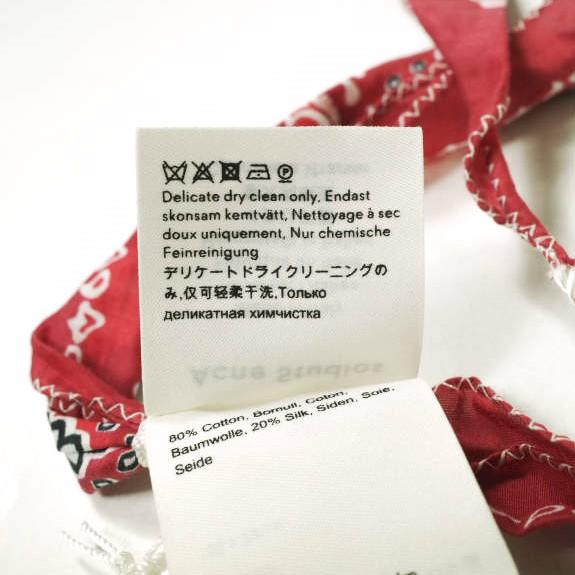 Delicate dry clean only, Endast
skonsam kemtvätt, Nettoyage à sec
doux uniquement, Nur chemische
Feinreinigung
デリケートドライクリーニングの
み,仅可轻柔干洗,Только
деликатная химчистка
Acne Studios
80% Cotton, Bomull, Coton,
Baumwolle, 20% Silk, Siden, Soie,
Seide